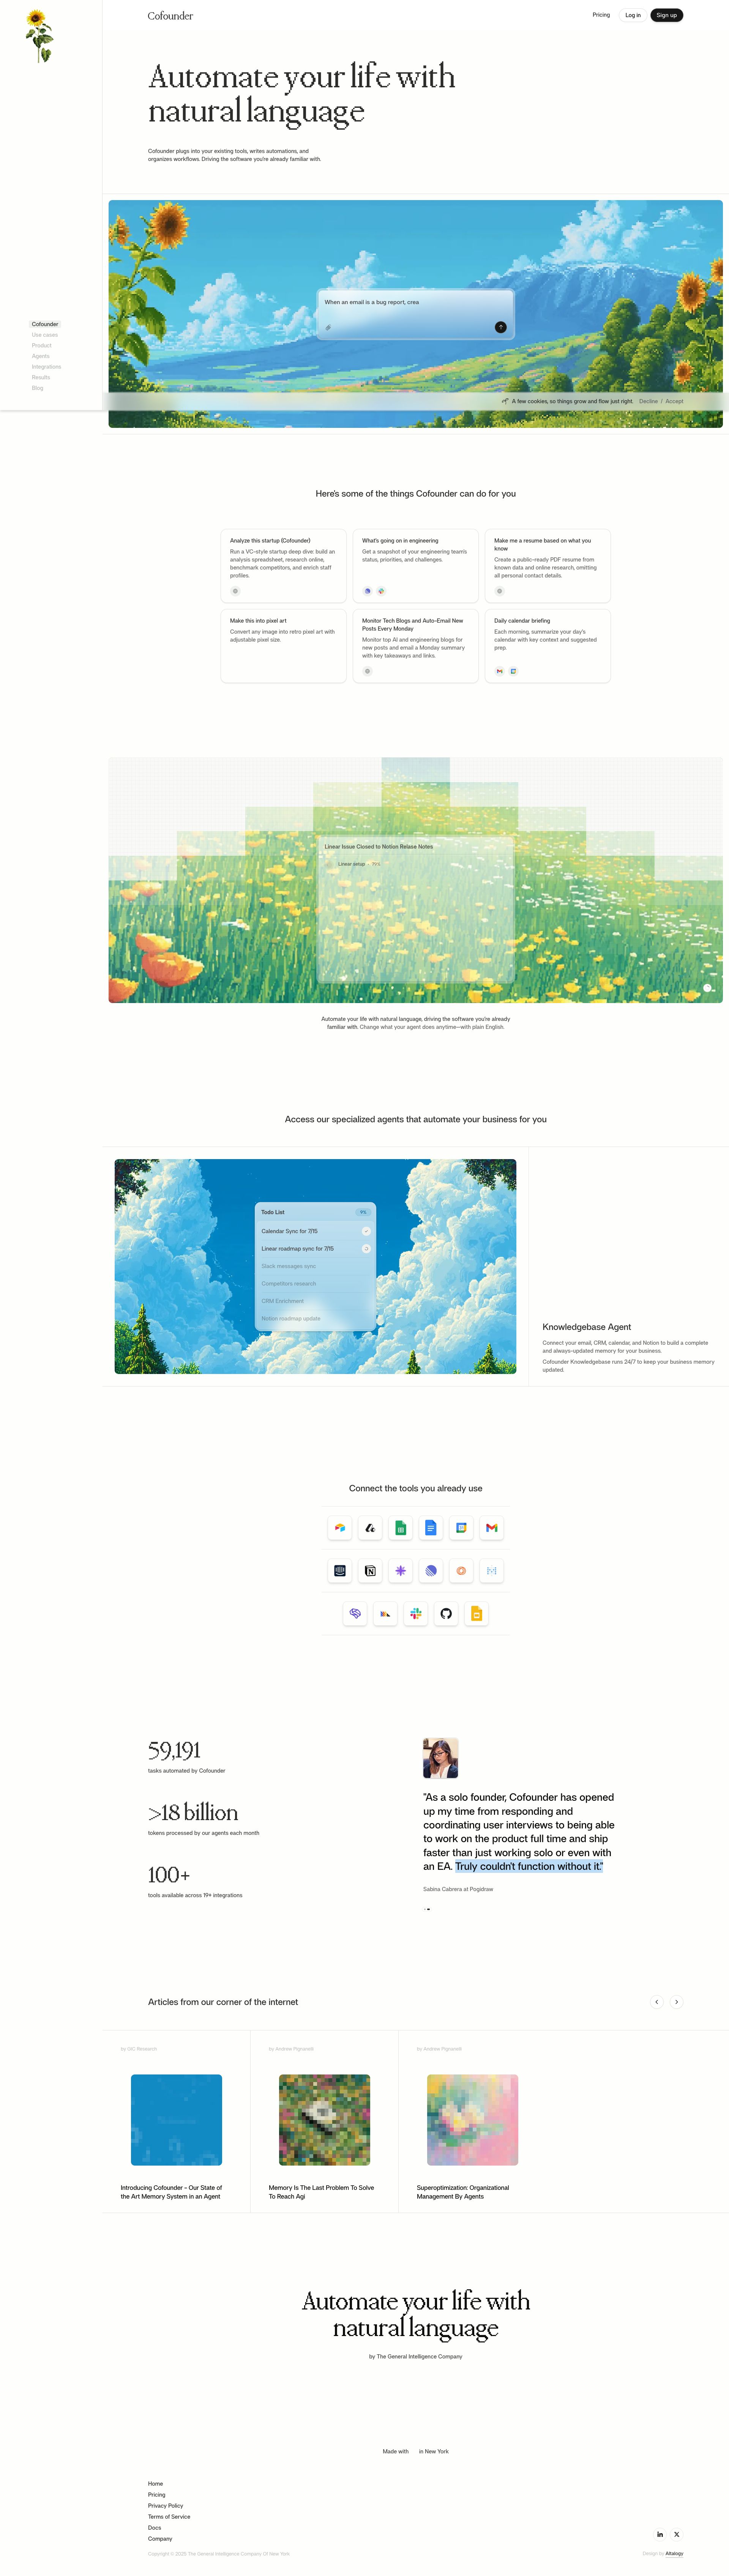 Cofounder
Pricing
Log in
Sign up
Automate your life with
natural language
Cofounder plugs into your existing tools, writes automations, and
organizes workflows. Driving the software you're already familiar with.
When an email is a bug report, crea
Cofounder
Use cases
Product
Agents
Integrations
Results
Blog
A few cookies, so things grow and flow just right.
Decline / Accept
Here's some of the things Cofounder can do for you
Analyze this startup (Cofounder)
Run a VC-style startup deep dive: build an
analysis spreadsheet, research online,
benchmark competitors, and enrich staff
profiles.
What's going on in engineering
Get a snapshot of your engineering team's
status, priorities, and challenges.
Make me a resume based on what you
know
Create a public-ready PDF resume from
known data and online research, omitting
all personal contact details.
Make this into pixel art
Convert any image into retro pixel art with
adjustable pixel size.
Monitor Tech Blogs and Auto-Email New
Posts Every Monday
Monitor top AI and engineering blogs for
new posts and email a Monday summary
with key takeaways and links.
Daily calendar briefing
Each morning, summarize your day's
calendar with key context and suggested
prep.
Linear Issue Closed to Notion Relase Notes
Linear setup
Automate your life with natural language, driving the software you're already
familiar with. Change what your agent does anytime—with plain English.
Access our specialized agents that automate your business for you
Todo List
Calendar Sync for 7/15
Linear roadmap sync for 7/15
Slack messages sync
Competitors research
CRM Enrichment
Notion roadmap update
Knowledgebase Agent
Connect your email, CRM, calendar, and Notion to build a complete
and always-updated memory for your business.
Cofounder Knowledgebase runs 24/7 to keep your business memory
updated.
Connect the tools you already use
59,191
tasks automated by Cofounder
>18 billion
tokens processed by our agents each month
100+
tools available across 19+ integrations
"As a solo founder, Cofounder has opened
up my time from responding and
coordinating user interviews to being able
to work on the product full time and ship
faster than just working solo or even with
an EA. Truly couldn't function without it."
Sabina Cabrera at Pogidraw
Articles from our corner of the internet
by GIC Research
by Andrew Pignanelli
by Andrew Pignanelli
Introducing Cofounder - Our State of
the Art Memory System in an Agent
Memory Is The Last Problem To Solve
To Reach Agi
Superoptimization: Organizational
Management By Agents
Automate your life with
natural language
by The General Intelligence Company
Made with in New York
Home
Pricing
Privacy Policy
Terms of Service
Docs
Company
Copyright © 2025 The General Intelligence Company Of New York
Design by Altalogy